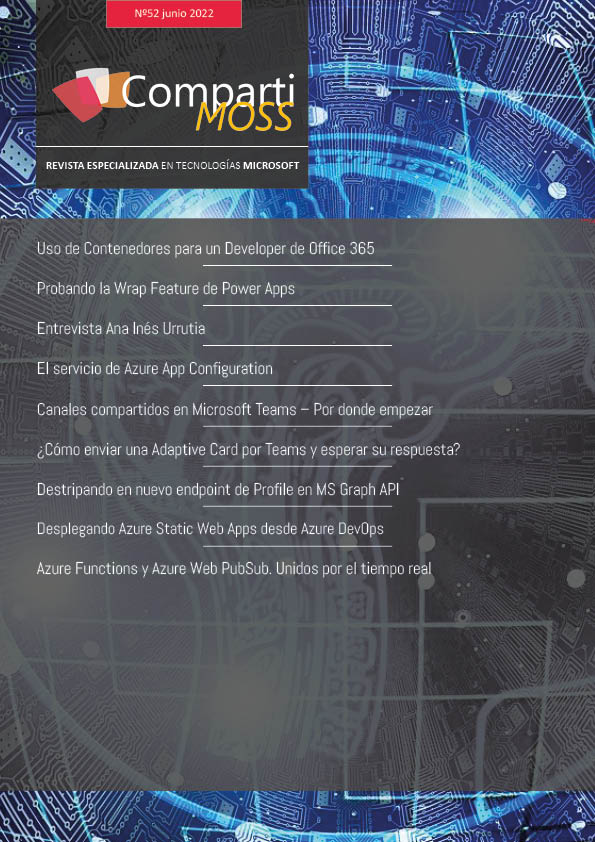 Nº52 junio 2022
Comparti
MOSS
REVISTA ESPECIALIZADA EN TECNOLOGÍAS MICROSOFT
Uso de Contenedores para un Developer de Office 365
Probando la Wrap Feature de Power Apps
Entrevista Ana Inés Urrutia
El servicio de Azure App Configuration
Canales compartidos en Microsoft Teams – Por donde empezar
¿Cómo enviar una Adaptive Card por Teams y esperar su respuesta?
Destripando en nuevo endpoint de Profile en MS Graph API
Desplegando Azure Static Web Apps desde Azure DevOps
Azure Functions y Azure Web PubSub. Unidos por el tiempo real